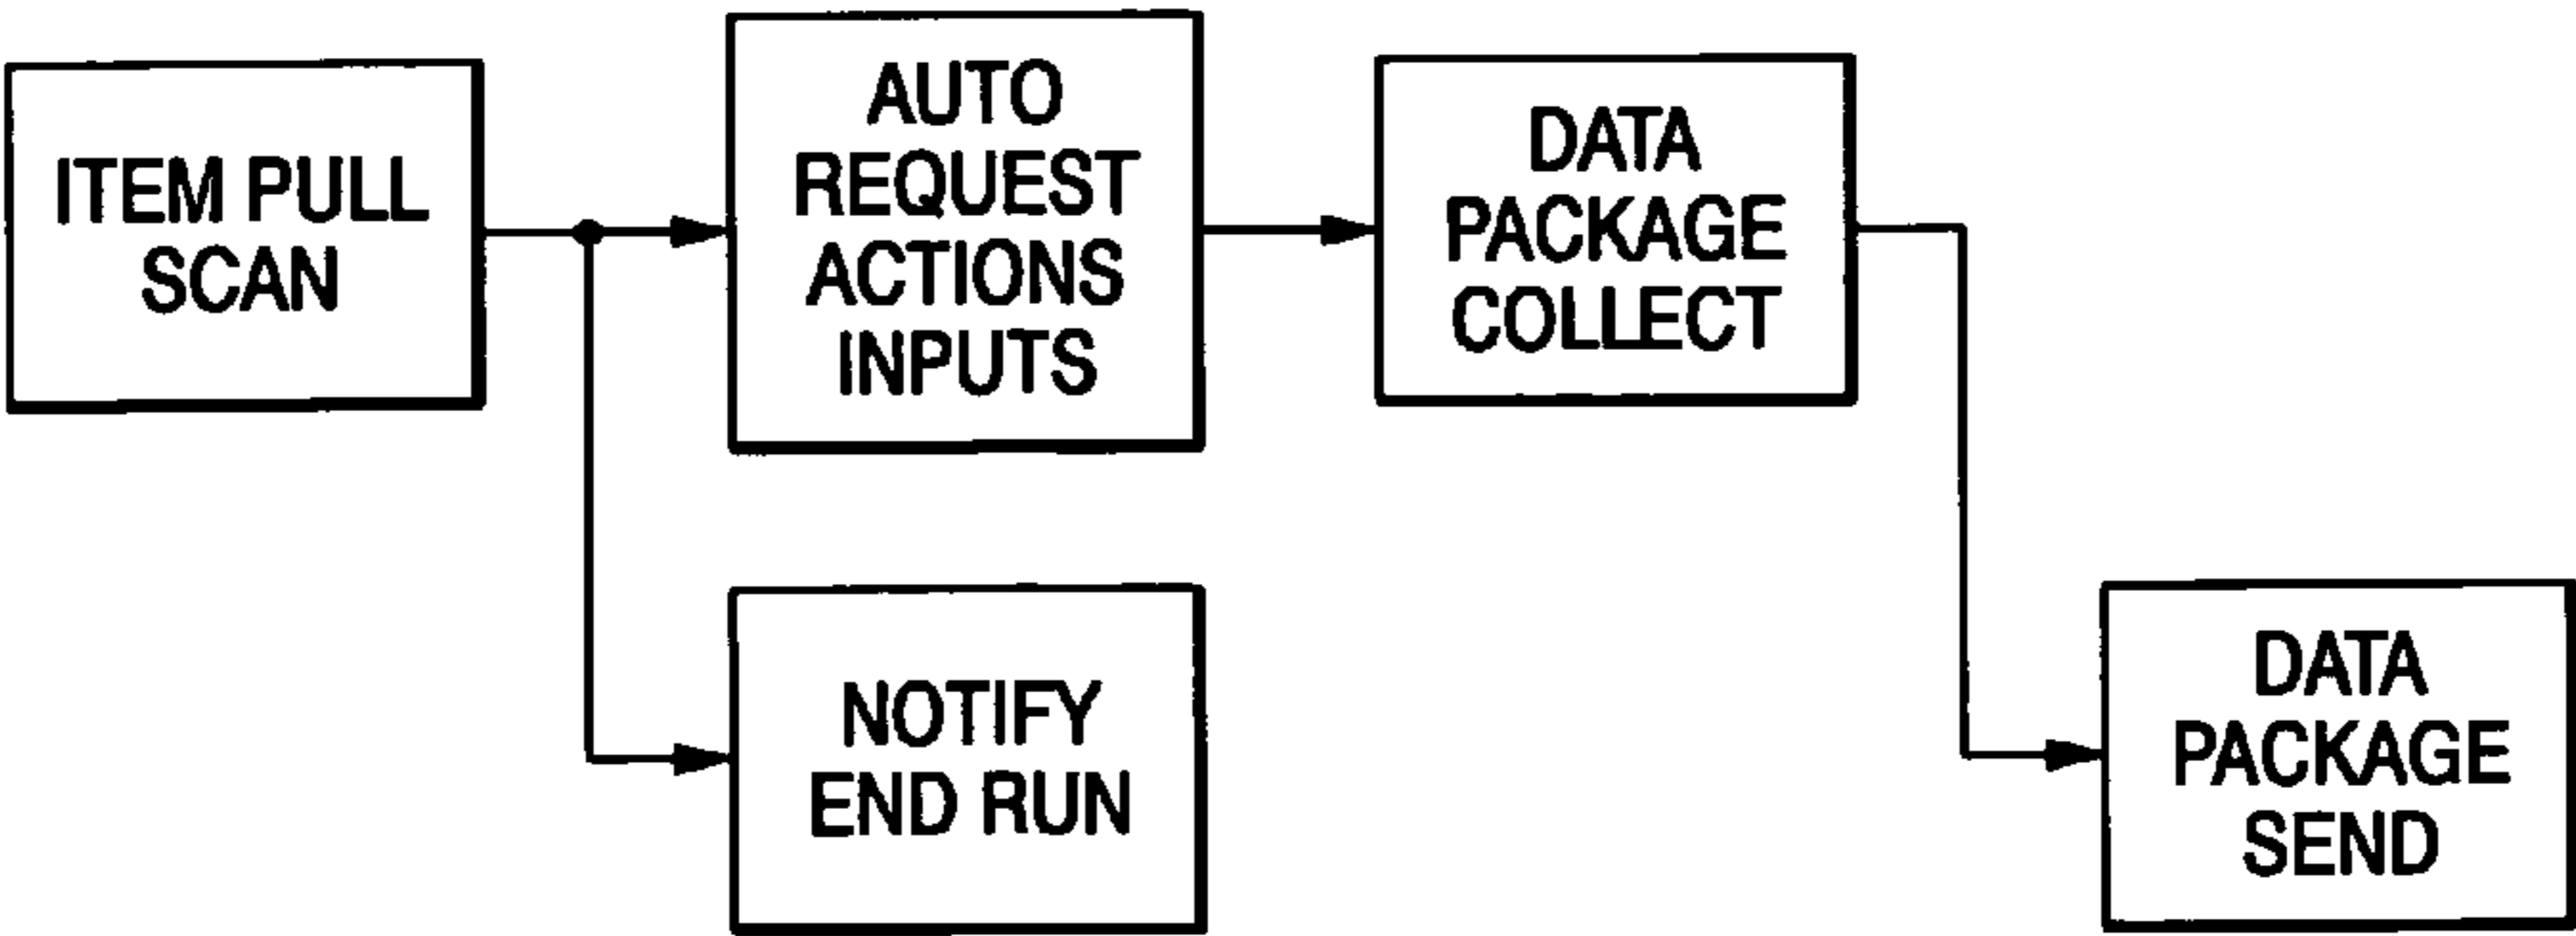 ITEM PULL
SCAN
AUTO
REQUEST
ACTIONS
INPUTS
DATA
PACKAGE
COLLECT
NOTIFY
END RUN
DATA
PACKAGE
SEND